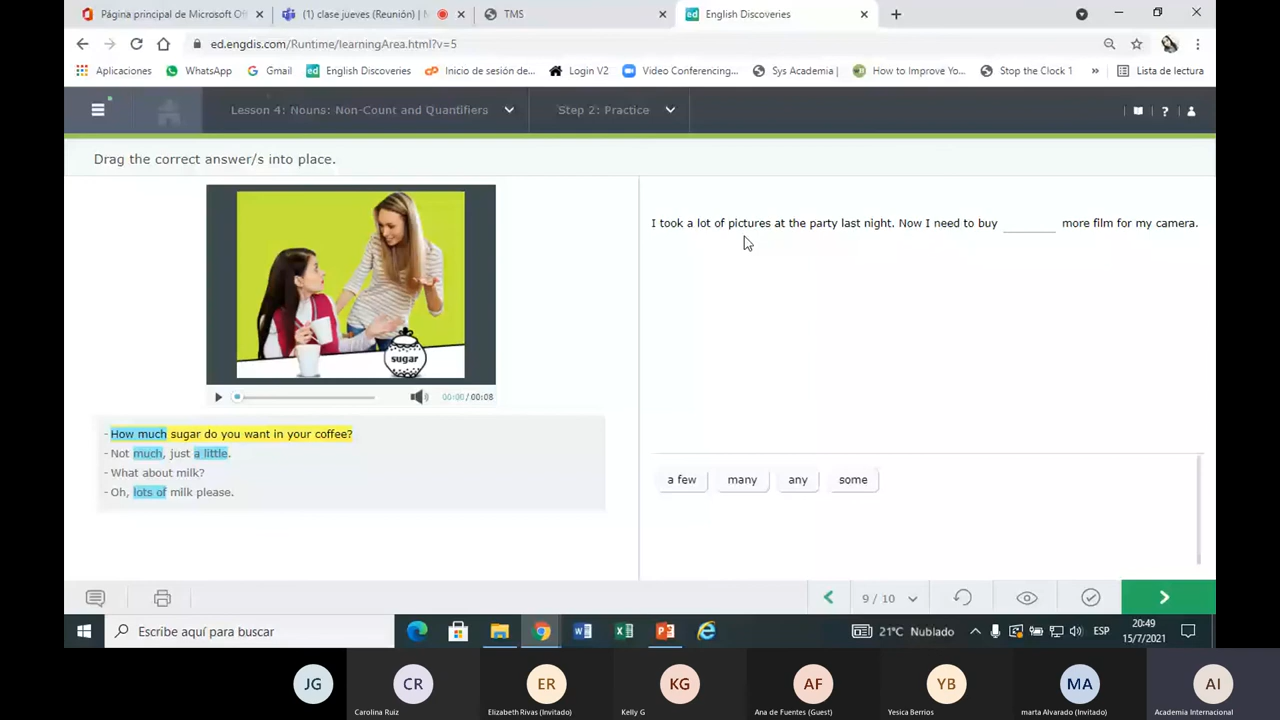 Página principal de Microsoft Of
(1) clase jueves (Reunión) | M
TMS
English Discoveries
ed.engdis.com/Runtime/learningArea.html?v=5
Aplicaciones
WhatsApp
Gmail
English Discoveries
Inicio de sesión de...
Login V2
Video Conferencing...
Sys Academia |
How to Improve Yo...
Stop the Clock 1
Lista de lectura
Lesson 4: Nouns: Non-Count and Quantifiers
Step 2: Practice
Drag the correct answer/s into place.
sugar
00:00 / 00:08
- How much sugar do you want in your coffee?
- Not much, just a little.
- What about milk?
- Oh, lots of milk please.
I took a lot of pictures at the party last night. Now I need to buy ______ more film for my camera.
a few
many
any
some
9 / 10
Escribe aquí para buscar
21°C Nublado
ESP
20:49
15/7/2021
JG
CR
Carolina Ruiz
ER
Elizabeth Rivas (Invitado)
KG
Kelly G
AF
Ana de Fuentes (Guest)
YB
Yesica Berrios
MA
marta Alvarado (Invitado)
AI
Academia Internacional